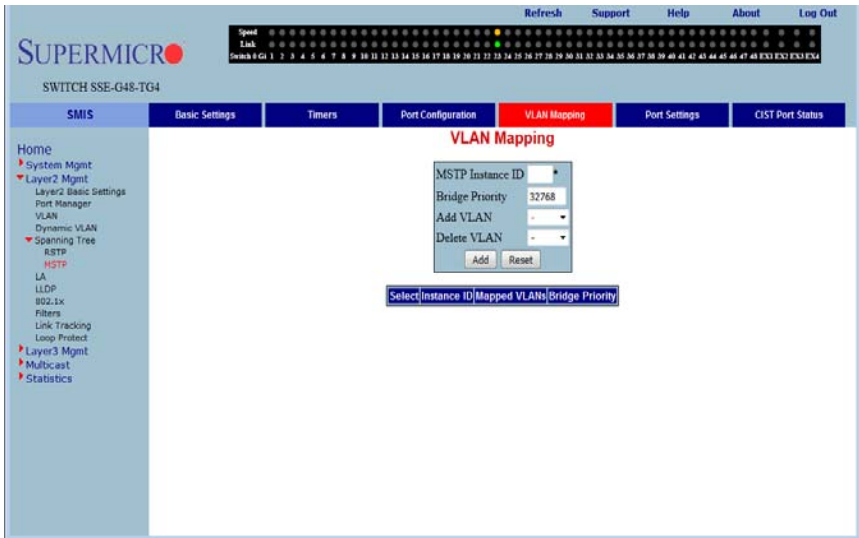 Refresh Support Help About Log Out
SUPERMICR
Speed
Link
Switch 0 Gi 1 2 3 4 5 6 7 8 9 10 11 12 13 14 15 16 17 18 19 20 21 22 23 24 25 26 27 28 29 30 31 32 33 34 35 36 37 38 39 40 41 42 43 44 45 46 47 48 EX1 EX2 EX3 EX4
SWITCH SSE-G48-TG4
SMIS Basic Settings Timers Port Configuration VLAN Mapping Port Settings CIST Port Status
Home
System Mgmt
Layer2 Mgmt
Layer2 Basic Settings
Port Manager
VLAN
Dynamic VLAN
Spanning Tree
RSTP
MSTP
LA
LLDP
802.1x
Filters
Link Tracking
Loop Protect
Layer3 Mgmt
Multicast
Statistics
VLAN Mapping
MSTP Instance ID *
Bridge Priority 32768
Add VLAN -
Delete VLAN -
Add Reset
Select Instance ID Mapped VLANs Bridge Priority